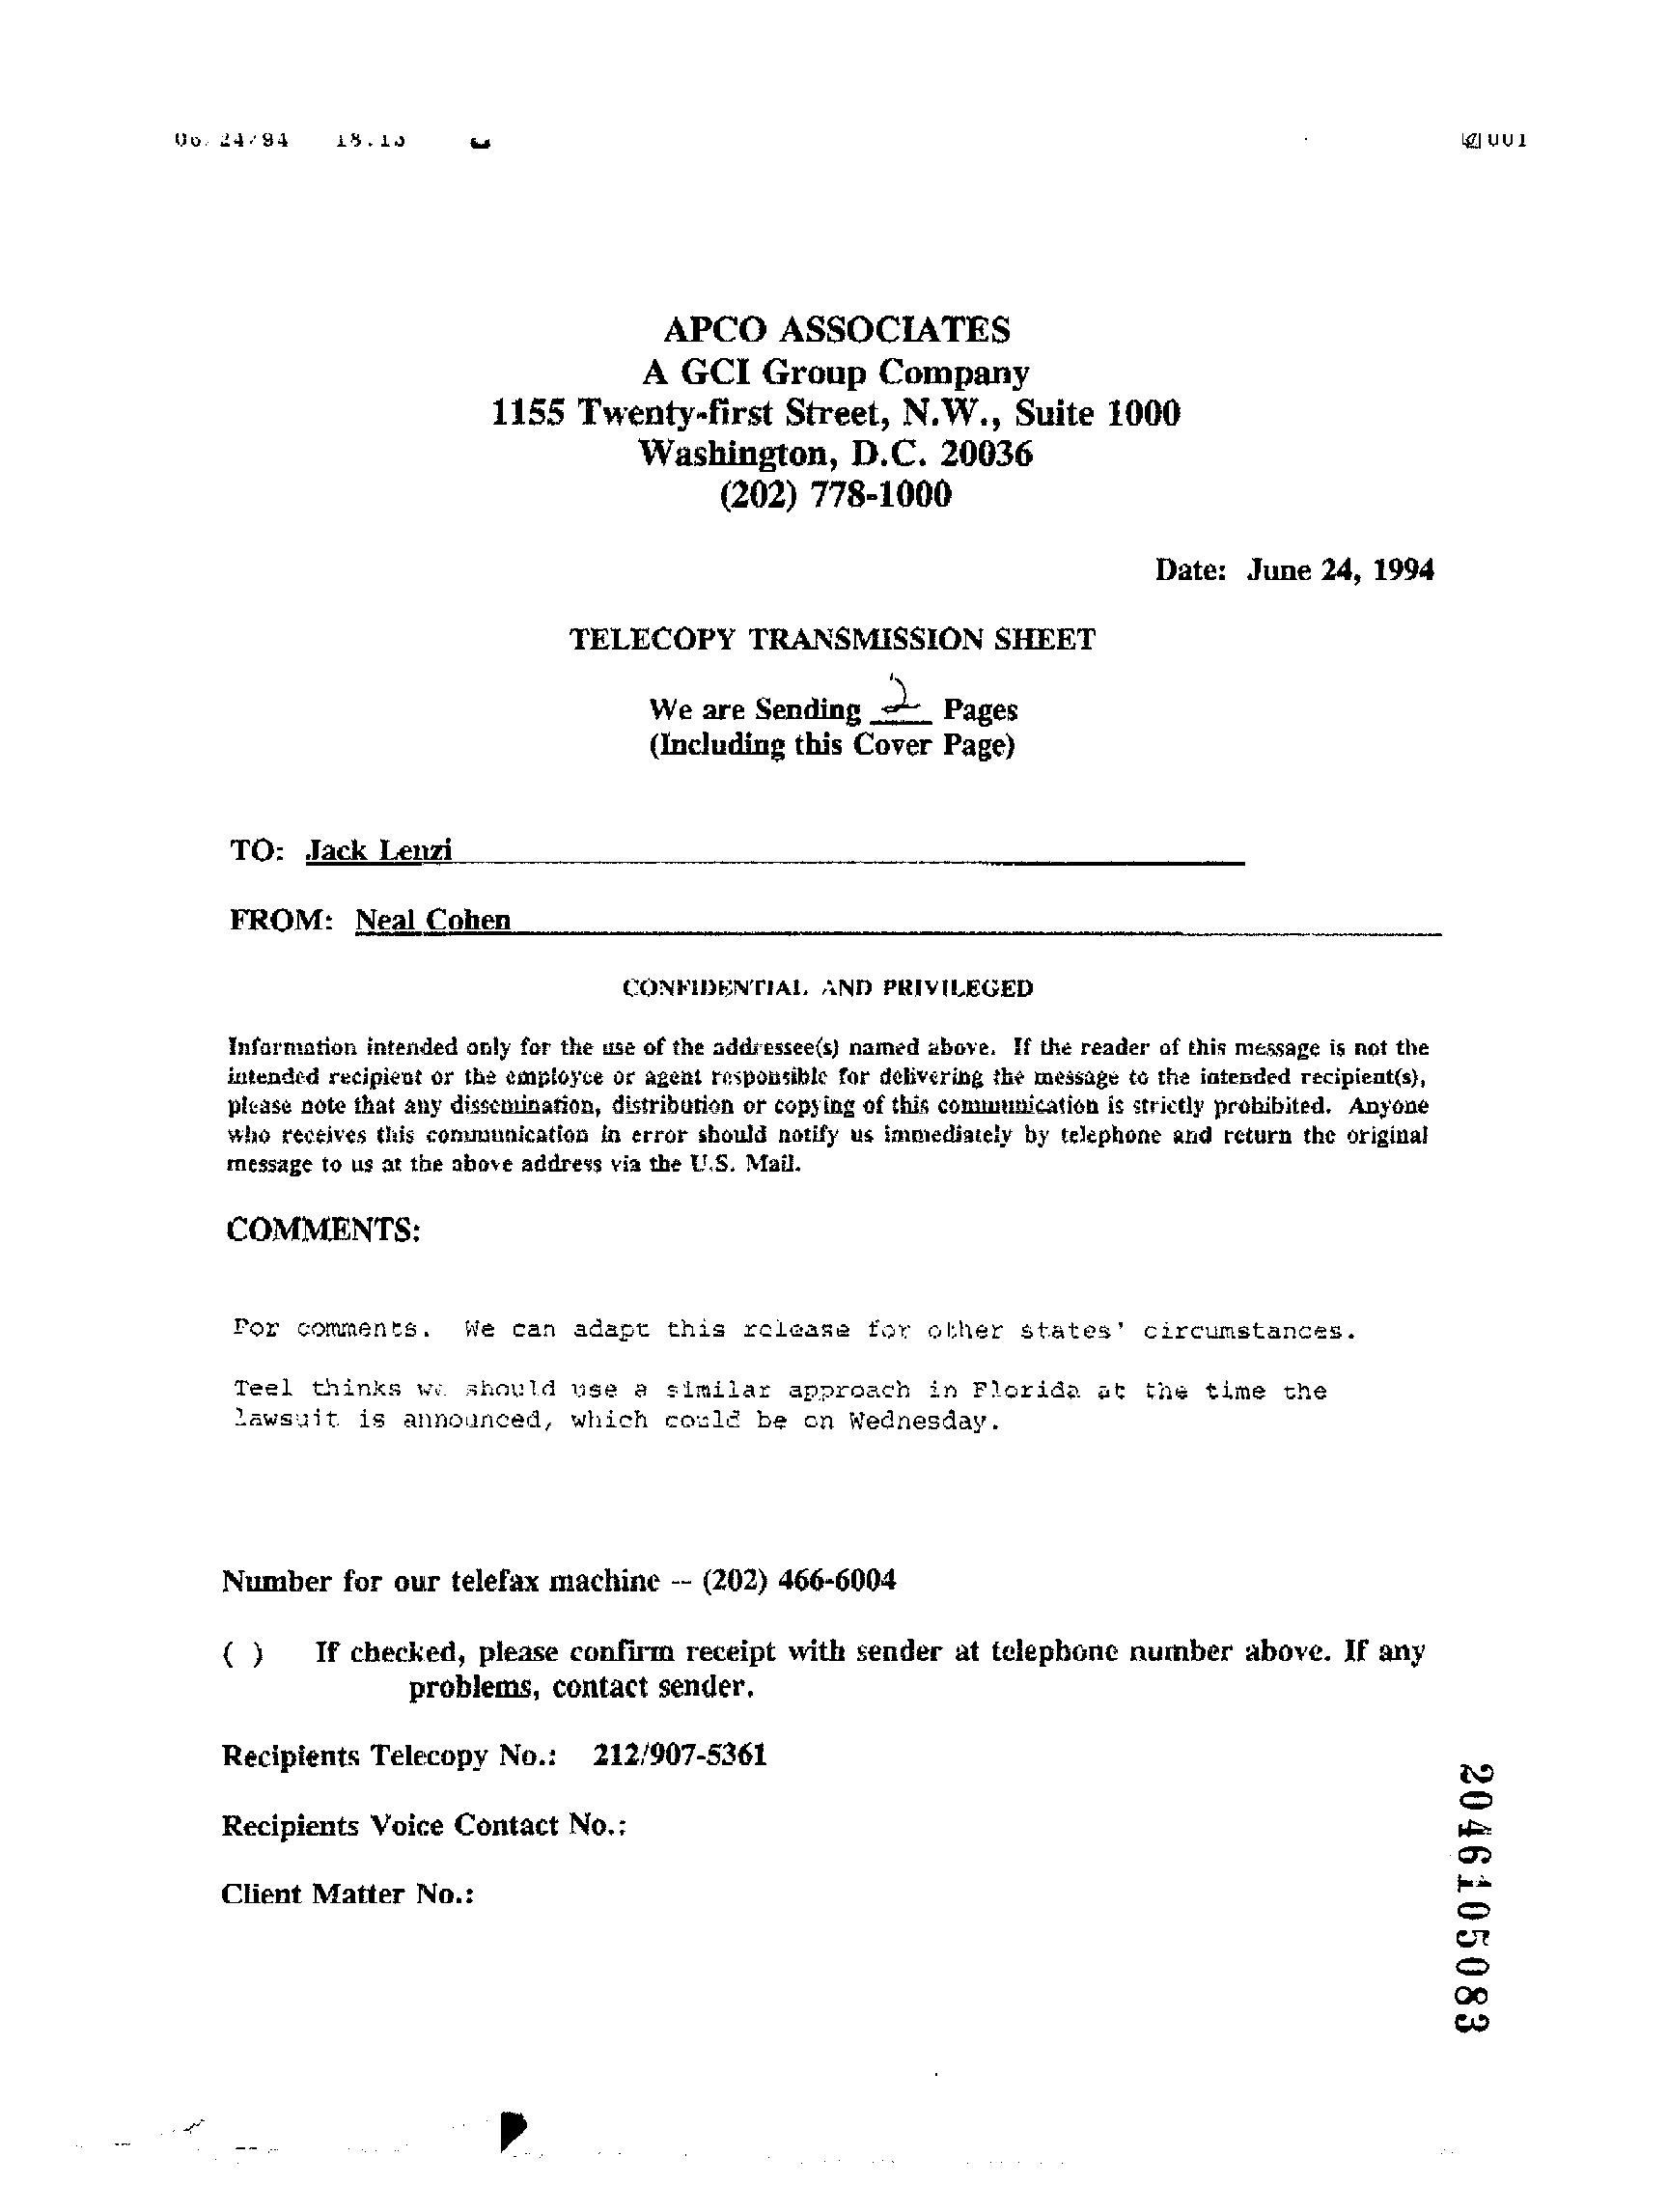 06/24/94 18:15 001
APCO ASSOCIATES
A GCI Group Company
1155 Twenty-first Street, N.W., Suite 1000
Washington, D.C. 20036
(202) 778-1000
Date: June 24, 1994
TELECOPY TRANSMISSION SHEET
We are Sending 2 Pages
(Including this Cover Page)
TO: Jack Lenzi
FROM: Neal Cohen
CONFIDENTIAL AND PRIVILEGED
Information intended only for the use of the addressee(s) named above. If the reader of this message is not the
intended recipient or the employee or agent responsible for delivering the message to the intended recipient(s),
please note that any dissemination, distribution or copying of this communication is strictly prohibited. Anyone
who receives this communication in error should notify us immediately by telephone and return the original
message to us at the above address via the U.S. Mail.
COMMENTS:
For comments. We can adapt this release for other states' circumstances.
Teel thinks we should use a similar approach in Florida at the time the
lawsuit is announced, which could be on Wednesday.
Number for our telefax machine -- (202) 466-6004
( ) If checked, please confirm receipt with sender at telephone number above. If any
problems, contact sender.
Recipients Telecopy No.: 212/907-5361
Recipients Voice Contact No.:
Client Matter No.:
2046105083